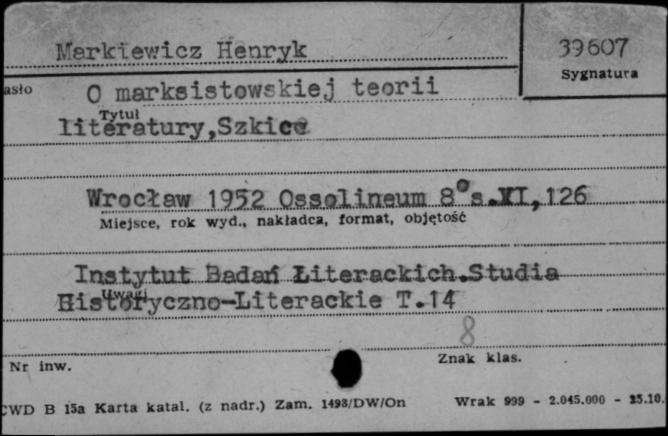 Markiewicz Henryk
39607
Sygnatura
asło
O marksistowskiej teorii
Tytuł
literatury,Szkice
Wrocław 1952 Ossolineum 8° s.XI,126
Miejsce, rok wyd., nakładca, format, objętość
Instytut Badań Literackich.Studia
Uwagi
Historyczno-Literackie T.14
8
Nr inw.
Znak klas.
CWD B 15a Karta katal. (z nadr.) Zam. 1493/DW/On
Wrak 999 - 2.045.000 - 25.10.